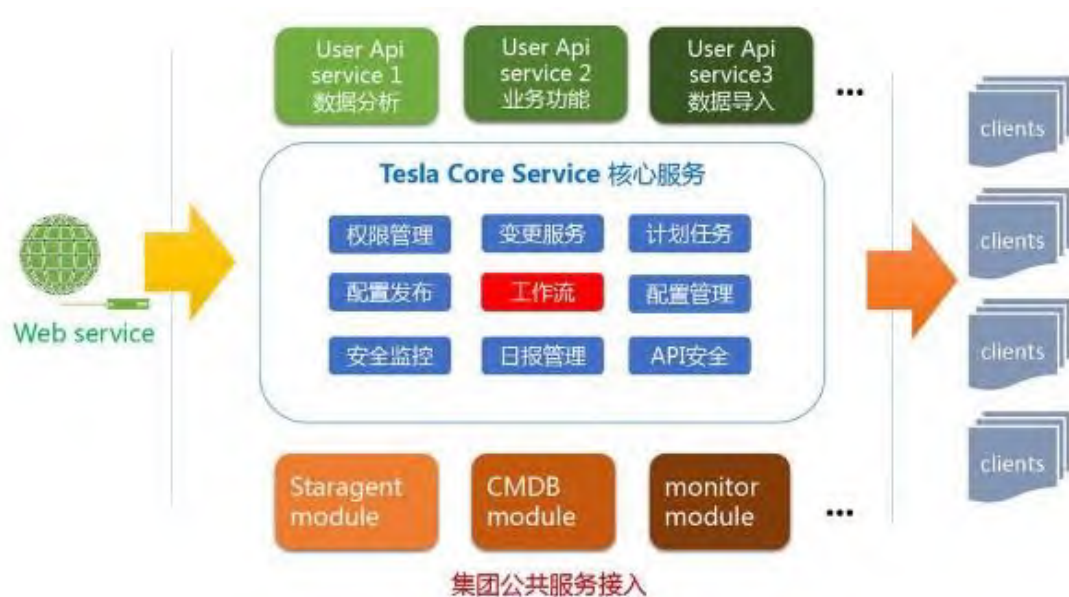 User Api
service 1
数据分析
User Api
service 2
业务功能
User Api
service3
数据导入
...
Tesla Core Service 核心服务
权限管理
变更服务
计划任务
配置发布
工作流
配置管理
安全监控
日报管理
API安全
Web service
clients
clients
clients
clients
Staragent
module
CMDB
module
monitor
module
...
集团公共服务接入